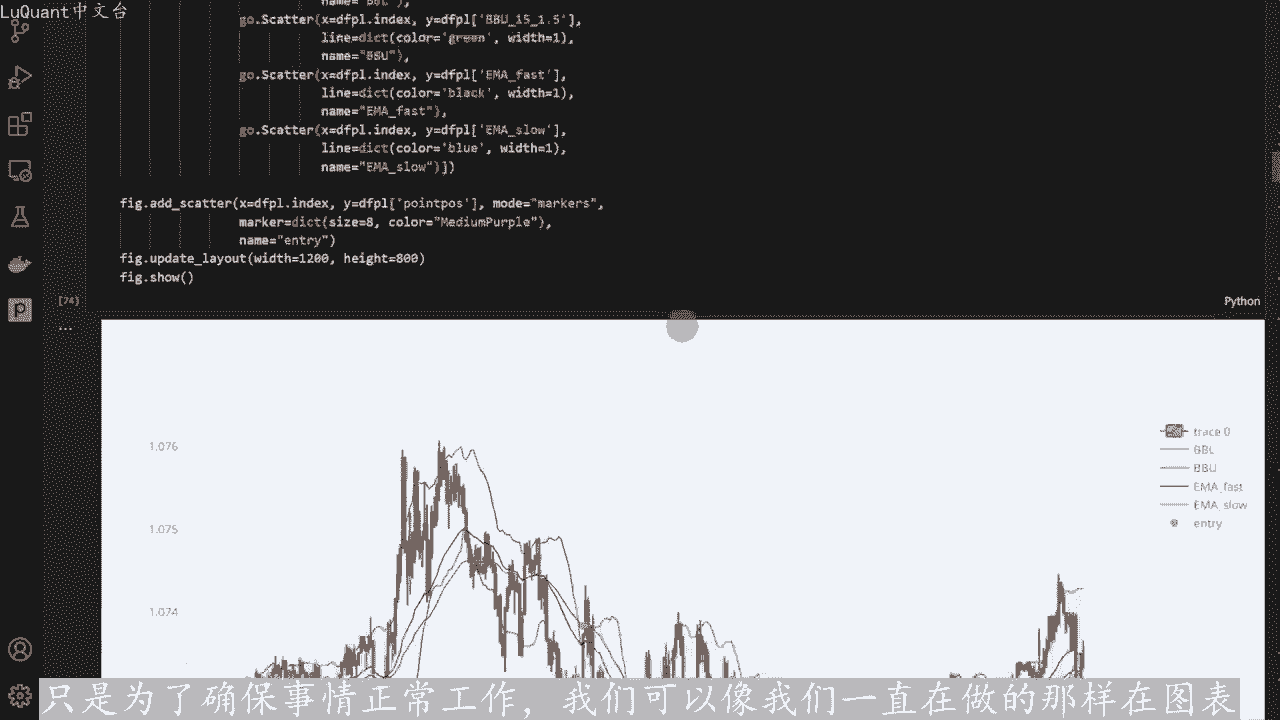 LuQuant中文台
go.Scatter(x=dfpl.index, y=dfpl['BBU_15_1.5'],
line=dict(color='green', width=1),
name="BBU"),
go.Scatter(x=dfpl.index, y=dfpl['EMA_fast'],
line=dict(color='black', width=1),
name="EMA_fast"),
go.Scatter(x=dfpl.index, y=dfpl['EMA_slow'],
line=dict(color='blue', width=1),
name="EMA_slow")])
fig.add_scatter(x=dfpl.index, y=dfpl['pointpos'], mode="markers",
marker=dict(size=8, color="MediumPurple"),
name="entry")
fig.update_layout(width=1200, height=800)
fig.show()
[74]
Python
...
1.076
1.075
1.074
trace 0
BBL
BBU
EMA_fast
EMA_slow
entry
只是为了确保事情正常工作，我们可以像我们一直在做的那样在图表